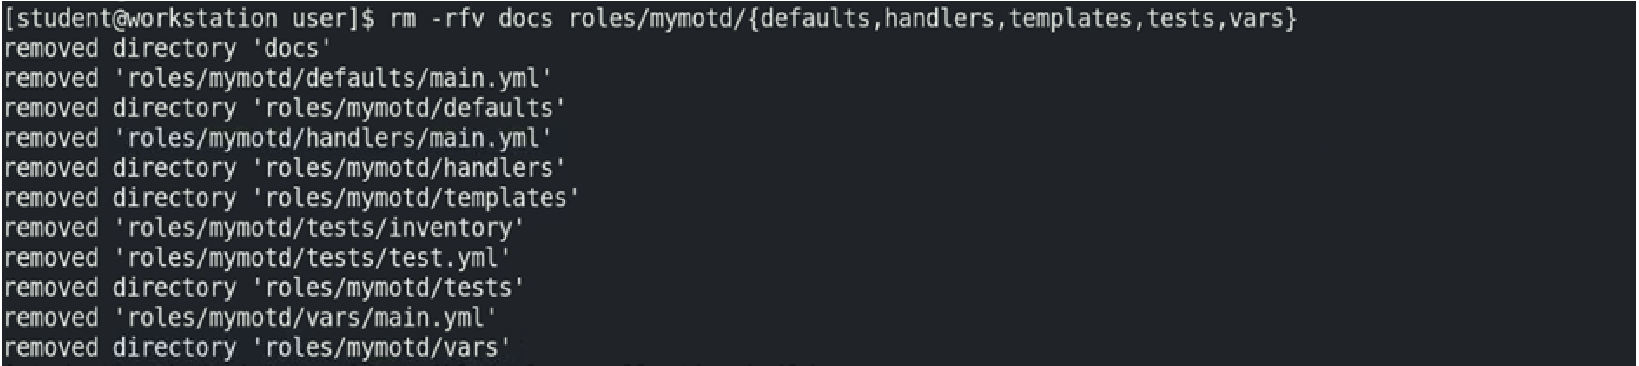 [student@workstation user]$ rm -rfv docs roles/mymotd/{defaults,handlers,templates,tests,vars}
removed directory 'docs'
removed 'roles/mymotd/defaults/main.yml'
removed directory 'roles/mymotd/defaults'
removed 'roles/mymotd/handlers/main.yml'
removed directory 'roles/mymotd/handlers'
removed directory 'roles/mymotd/templates'
removed 'roles/mymotd/tests/inventory'
removed 'roles/mymotd/tests/test.yml'
removed directory 'roles/mymotd/tests'
removed 'roles/mymotd/vars/main.yml'
removed directory 'roles/mymotd/vars'